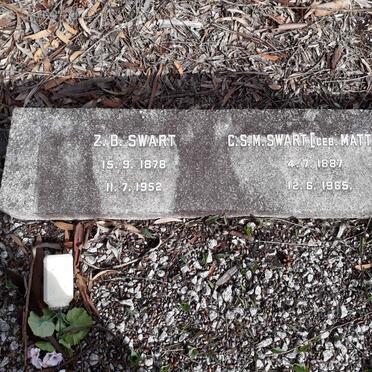 Z.B. SWART
15.9.1878
11.7.1952
C.S.M. SWART [GEB. MATT
4.7.1887
12.6.1965.